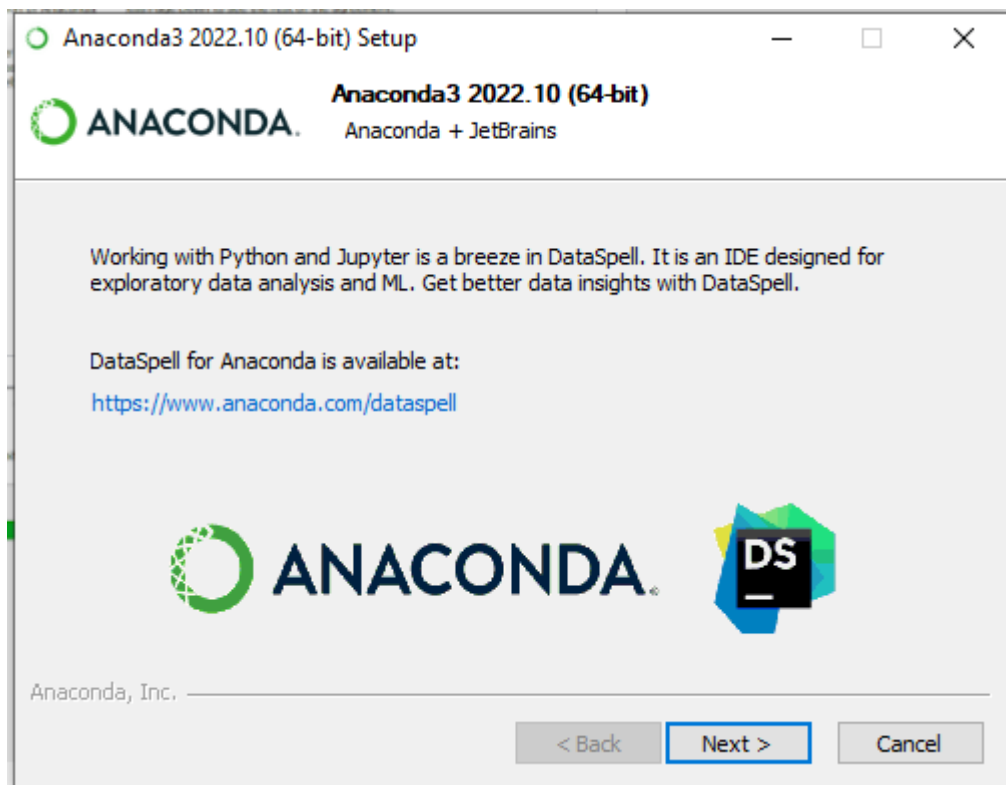 Anaconda3 2022.10 (64-bit) Setup
ANACONDA.
Anaconda3 2022.10 (64-bit)
Anaconda + JetBrains
Working with Python and Jupyter is a breeze in DataSpell. It is an IDE designed for
exploratory data analysis and ML. Get better data insights with DataSpell.
DataSpell for Anaconda is available at:
https://www.anaconda.com/dataspell
ANACONDA.
DS
Anaconda, Inc.
< Back
Next >
Cancel